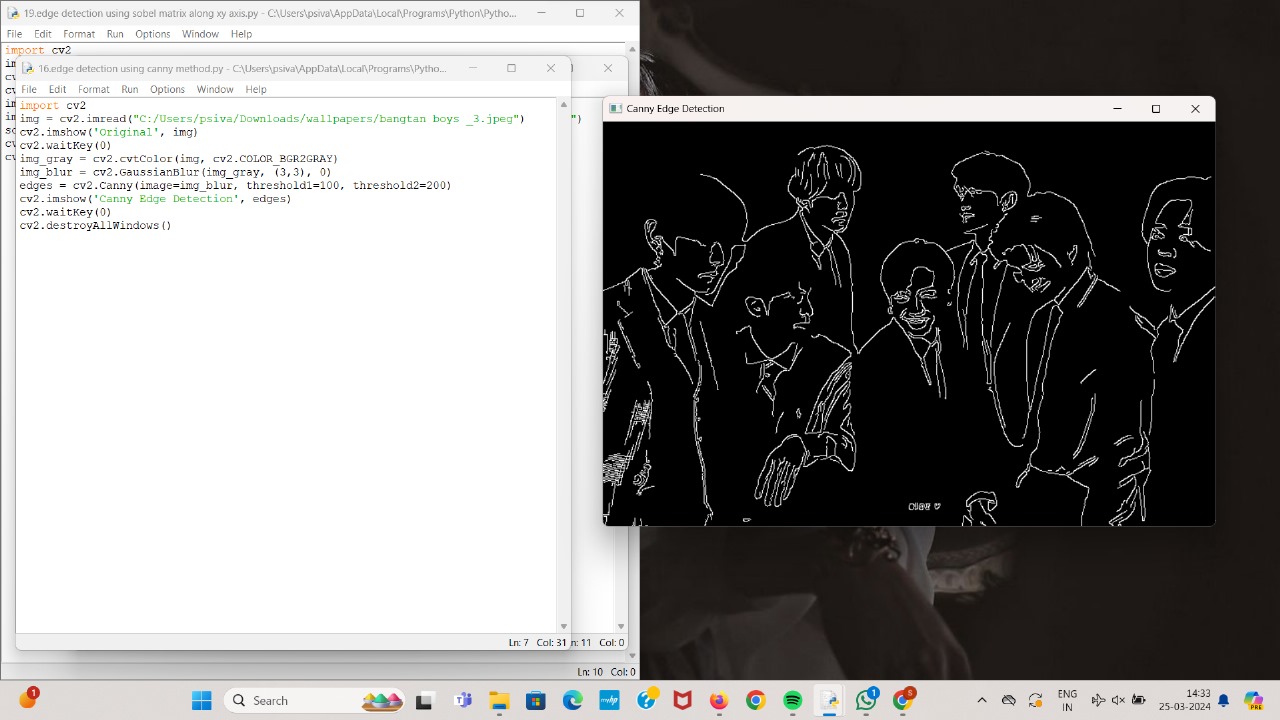 19.edge detection using sobel matrix along xy axis.py - C:\Users\psiva\AppData\Local\Programs\Python\Pytho...
File Edit Format Run Options Window Help
import cv2
16.edge detection using canny method.py - C:\Users\psiva\AppData\Local\Programs\Python\Pytho...
File Edit Format Run Options Window Help
import cv2
img = cv2.imread("C:/Users/psiva/Downloads/wallpapers/bangtan boys _3.jpeg")
cv2.imshow('Original', img)
cv2.waitKey(0)
img_gray = cv2.cvtColor(img, cv2.COLOR_BGR2GRAY)
img_blur = cv2.GaussianBlur(img_gray, (3,3), 0)
edges = cv2.Canny(image=img_blur, threshold1=100, threshold2=200)
cv2.imshow('Canny Edge Detection', edges)
cv2.waitKey(0)
cv2.destroyAllWindows()
")
Ln: 7 Col: 31
n: 11 Col: 0
Ln: 10 Col: 0
Canny Edge Detection
1
Search
myhp
1
S
ENG
IN
14:33
25-03-2024
PRE